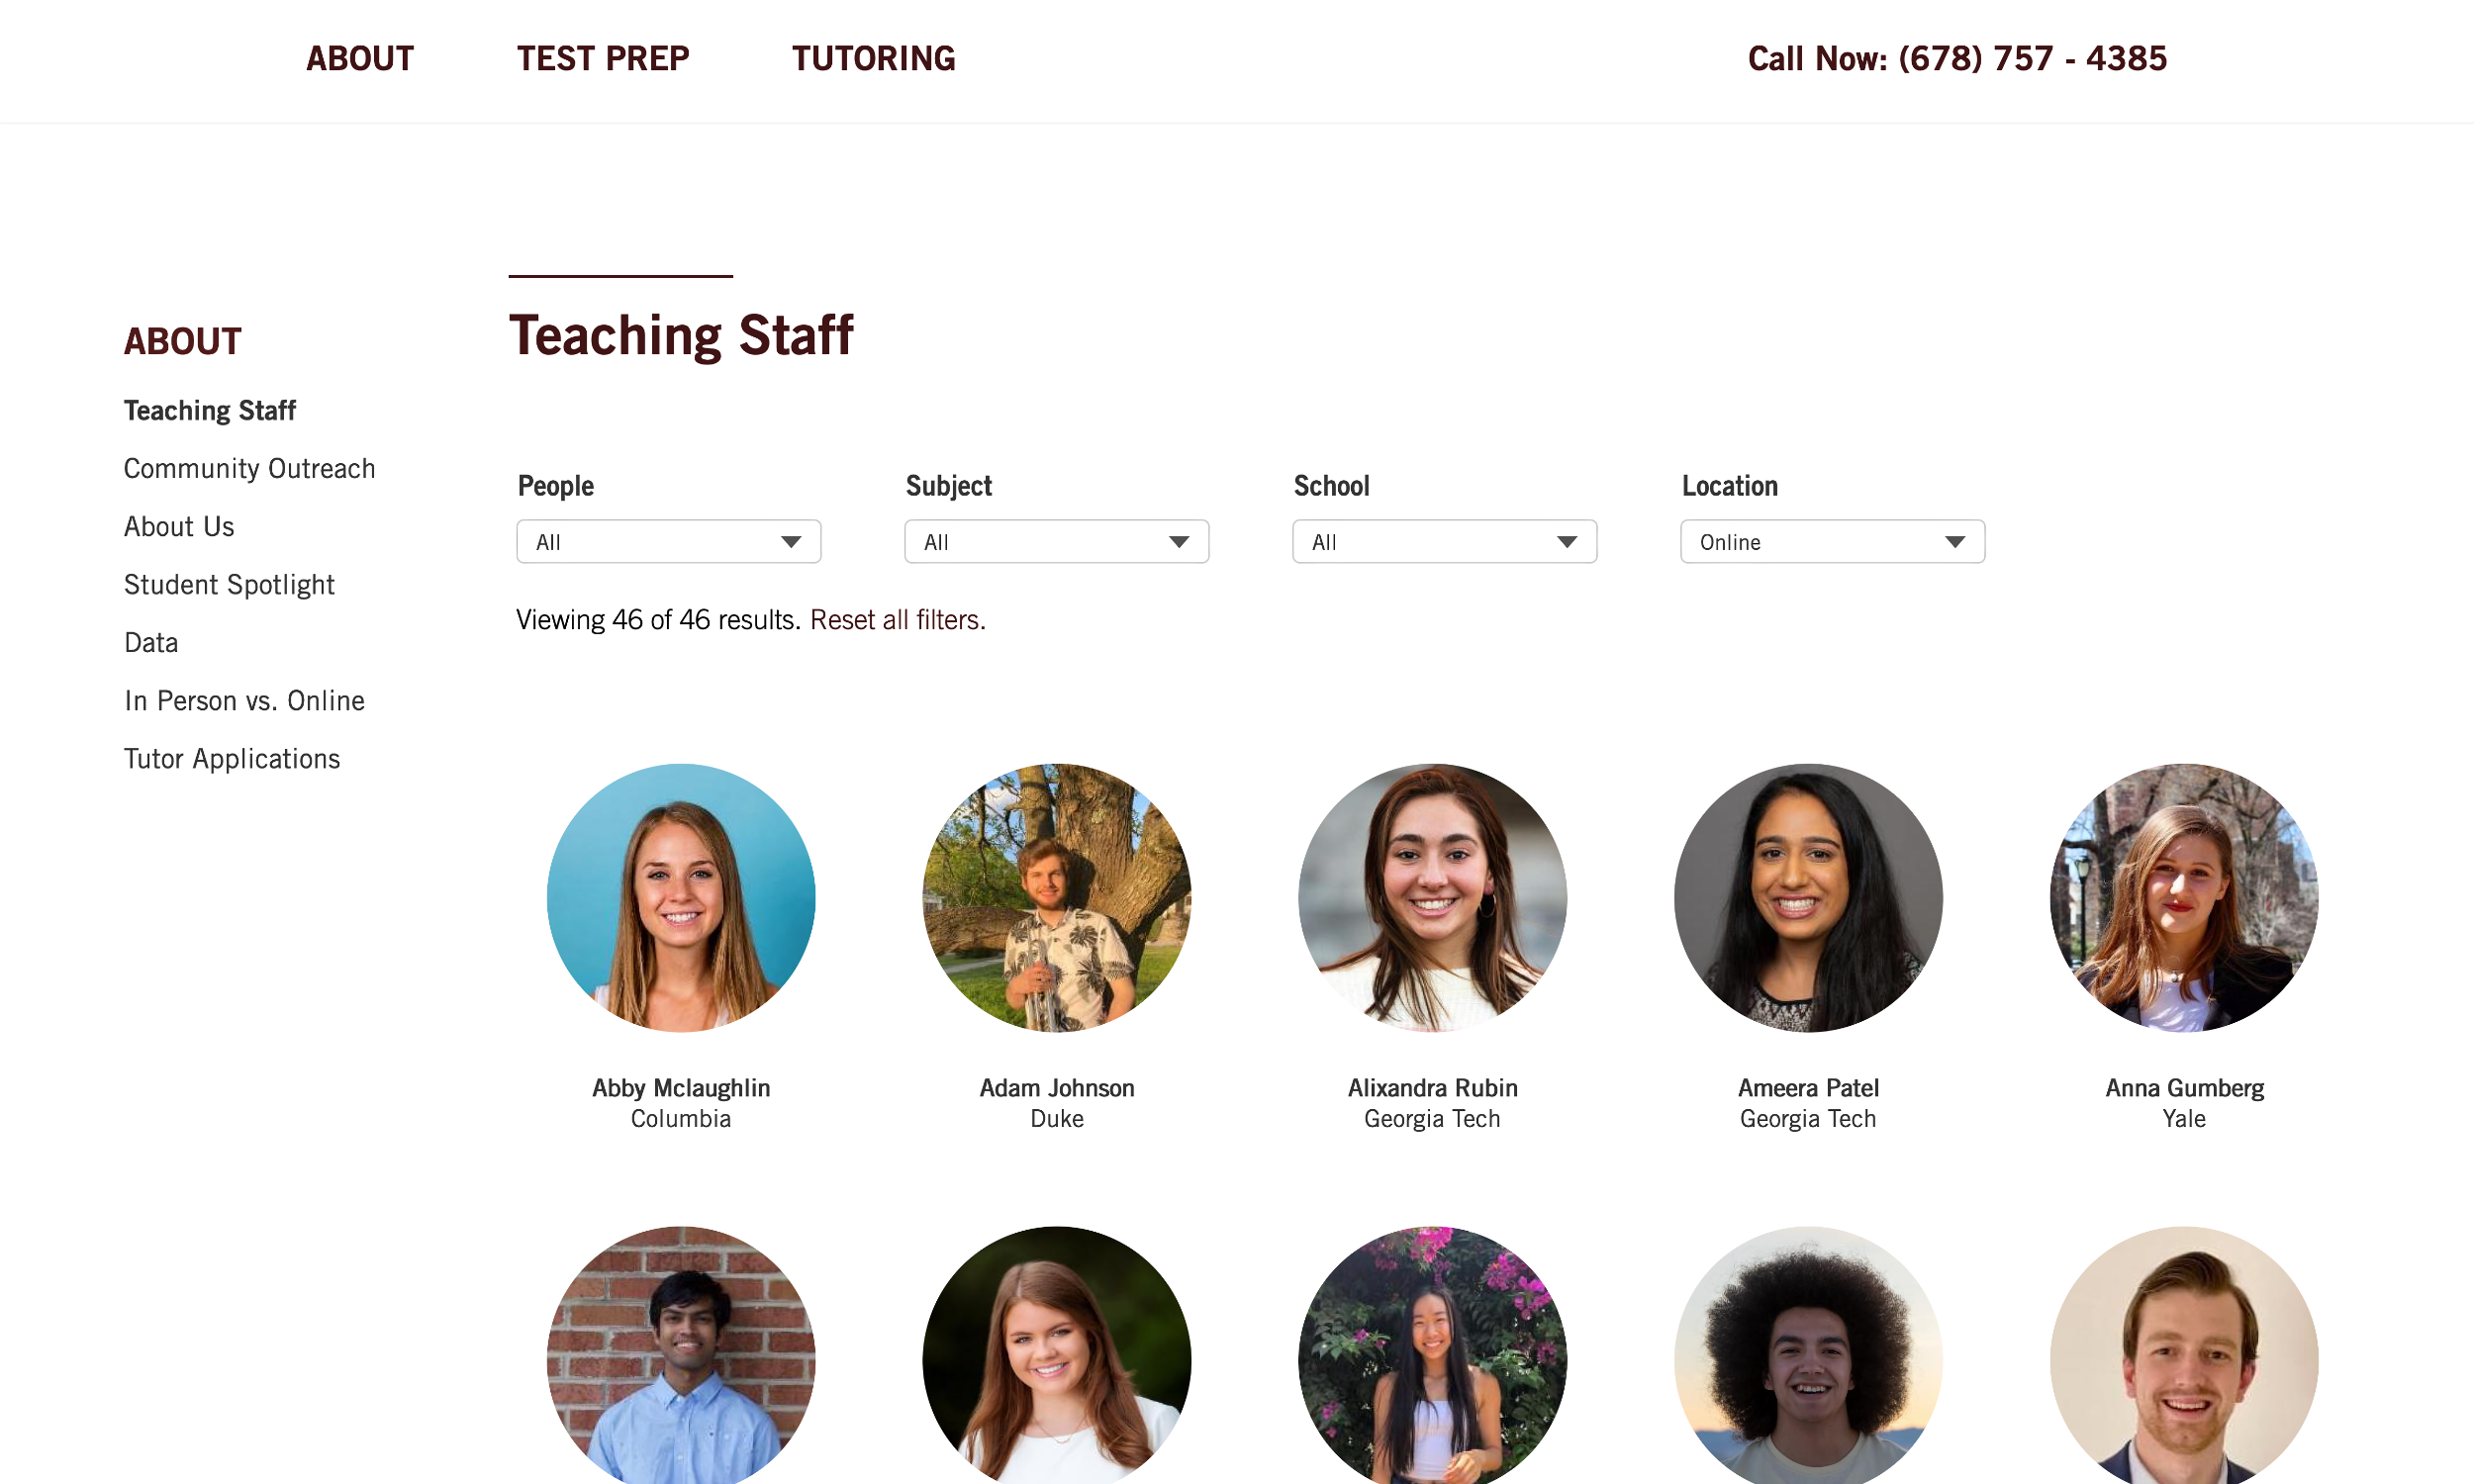 ABOUT TEST PREP TUTORING Call Now: (678) 757 - 4385
ABOUT
Teaching Staff
Community Outreach
About Us
Student Spotlight
Data
In Person vs. Online
Tutor Applications
Teaching Staff
People Subject School Location
All All All Online
Viewing 46 of 46 results. Reset all filters.
Abby Mclaughlin Adam Johnson Alixandra Rubin Ameera Patel Anna Gumberg
Columbia Duke Georgia Tech Georgia Tech Yale